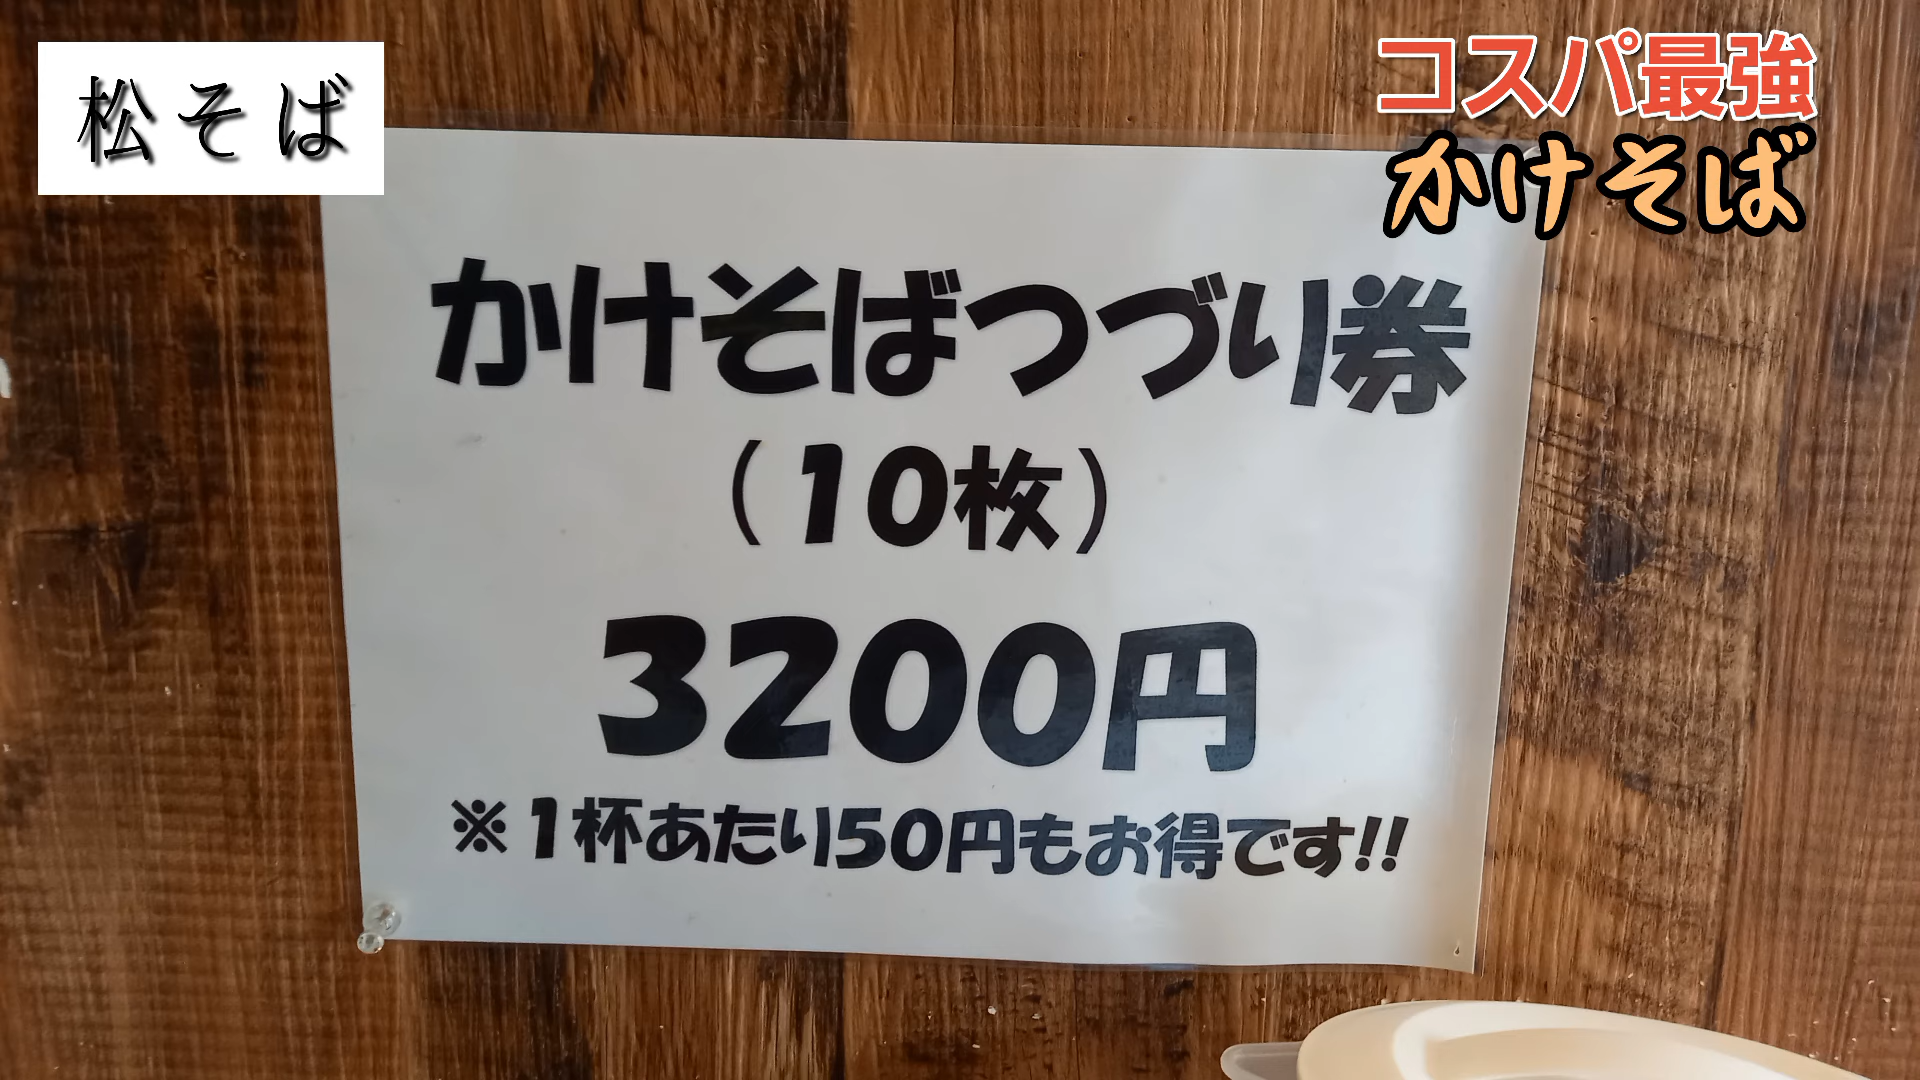 松そば
コスパ最強
かけそば
かけそばつづり券
（10枚）
3200円
※1杯あたり50円もお得です!!